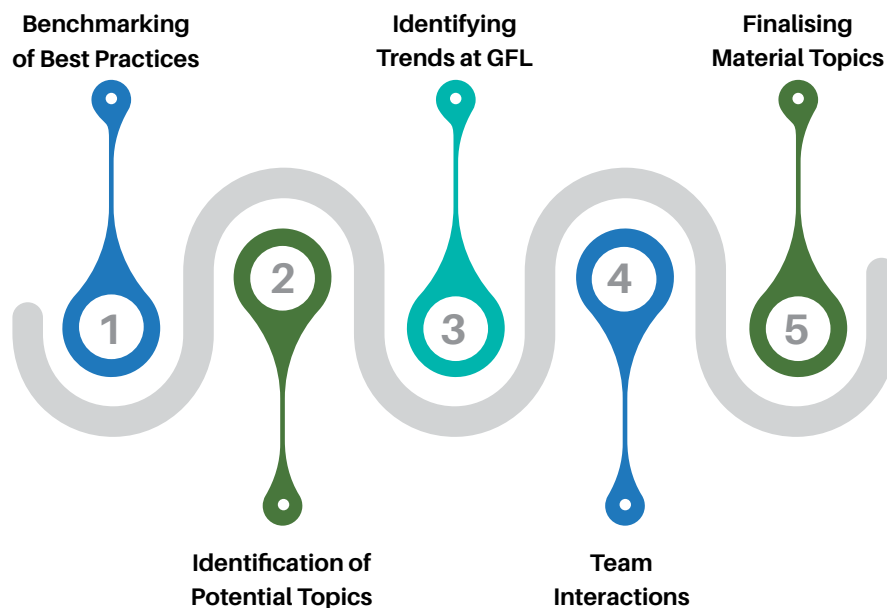 Benchmarking
of Best Practices
Identifying
Trends at GFL
Finalising
Material Topics
1
2
3
4
5
Identification of
Potential Topics
Team
Interactions